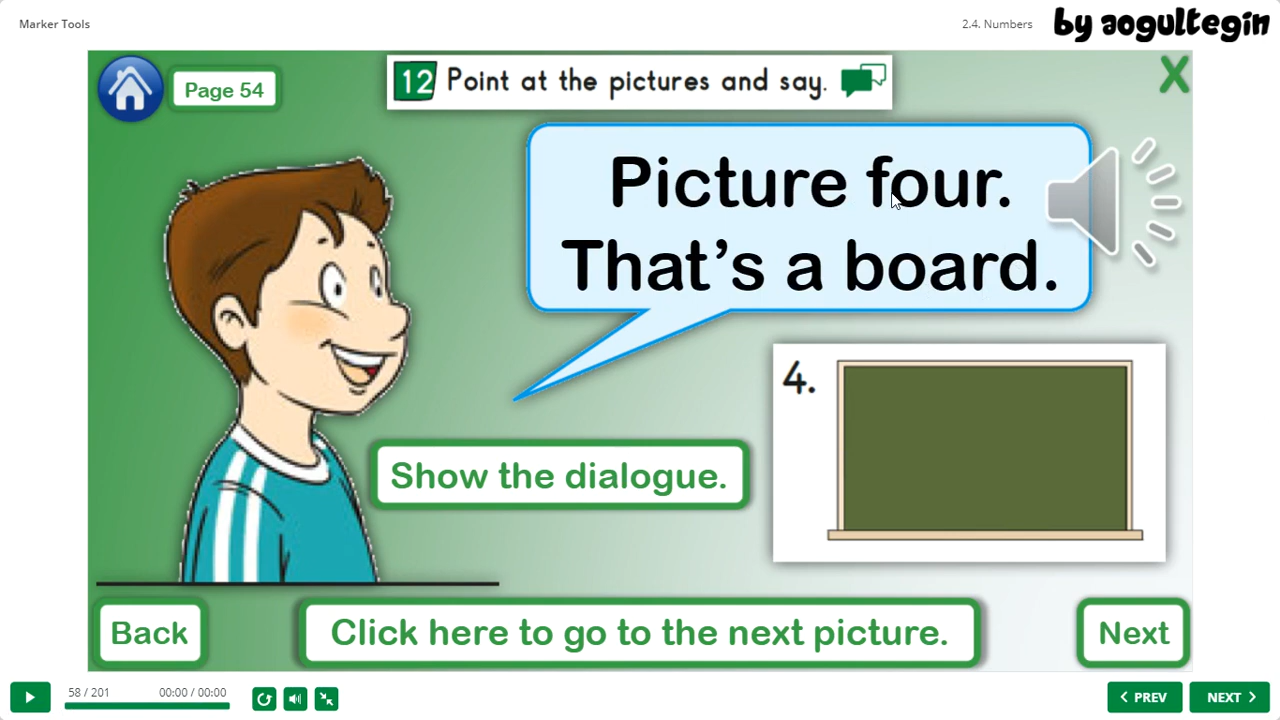 Marker Tools
2.4. Numbers
by aogultegin
Page 54
12 Point at the pictures and say.
X
Picture four.
That's a board.
4.
Show the dialogue.
Back
Click here to go to the next picture.
Next
58 / 201
00:00 / 00:00
PREV
NEXT